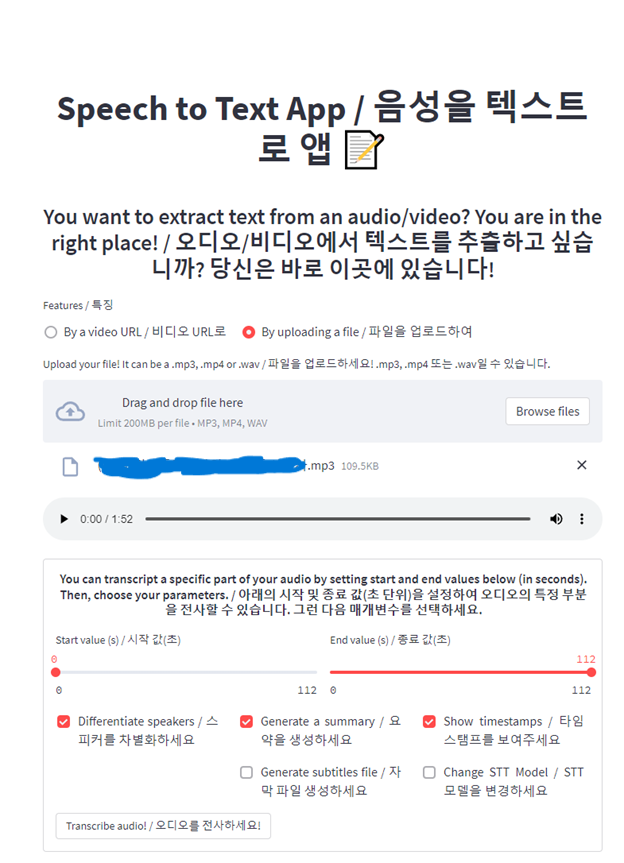 Speech to Text App / 음성을 텍스트
로 앱
You want to extract text from an audio/video? You are in the
right place! / 오디오/비디오에서 텍스트를 추출하고 싶습
니까? 당신은 바로 이곳에 있습니다!
Features / 특징
By a video URL / 비디오 URL로
By uploading a file / 파일을 업로드하여
Upload your file! It can be a .mp3, .mp4 or .wav / 파일을 업로드하세요! .mp3, .mp4 또는 .wav일 수 있습니다.
Drag and drop file here
Limit 200MB per file • MP3, MP4, WAV
Browse files
.mp3 109.5KB
0:00 / 1:52
You can transcript a specific part of your audio by setting start and end values below (in seconds).
Then, choose your parameters. / 아래의 시작 및 종료 값(초 단위)을 설정하여 오디오의 특정 부분
을 전사할 수 있습니다. 그런 다음 매개변수를 선택하세요.
Start value (s) / 시작 값(초)
0
0 112
End value (s) / 종료 값(초)
112
0 112
Differentiate speakers / 스
피커를 차별화하세요
Generate a summary / 요
약을 생성하세요
Show timestamps / 타임
스탬프를 보여주세요
Generate subtitles file / 자
막 파일 생성하세요
Change STT Model / STT
모델을 변경하세요
Transcribe audio! / 오디오를 전사하세요!